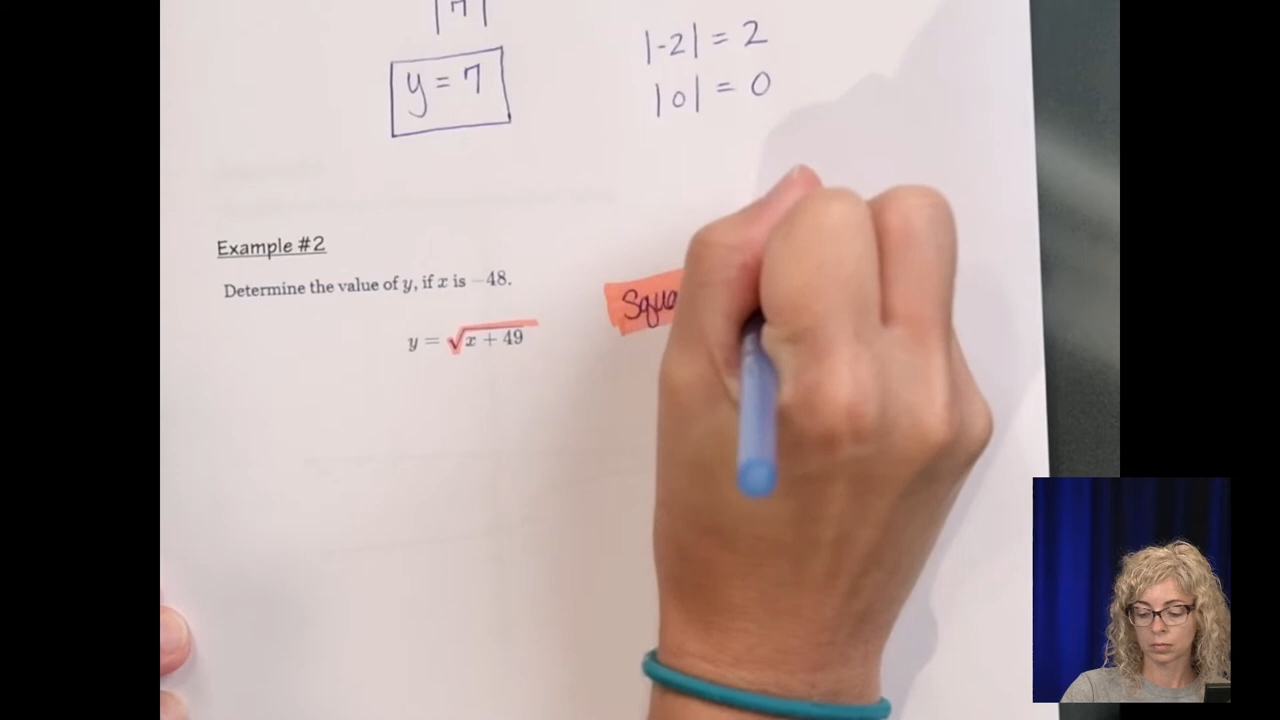 |7|
|-2| = 2
y = 7
|0| = 0
Example #2
Determine the value of y, if x is −48.
y = √x + 49